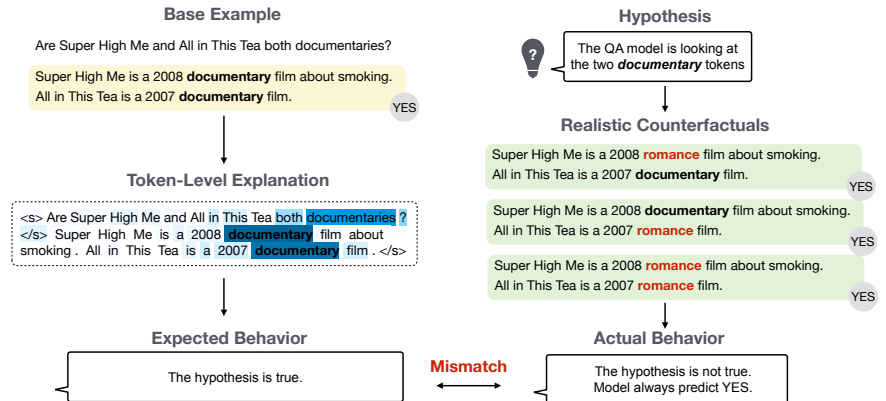 Base Example
Are Super High Me and All in This Tea both documentaries?
Super High Me is a 2008 documentary film about smoking.
All in This Tea is a 2007 documentary film.
YES
Token-Level Explanation
<s> Are Super High Me and All in This Tea both documentaries ?
</s> Super High Me is a 2008 documentary film about
smoking . All in This Tea is a 2007 documentary film . </s>
Expected Behavior
The hypothesis is true.
Mismatch
Hypothesis
?
The QA model is looking at
the two documentary tokens
Realistic Counterfactuals
Super High Me is a 2008 romance film about smoking.
All in This Tea is a 2007 documentary film.
YES
Super High Me is a 2008 documentary film about smoking.
All in This Tea is a 2007 romance film.
YES
Super High Me is a 2008 romance film about smoking.
All in This Tea is a 2007 romance film.
YES
Actual Behavior
The hypothesis is not true.
Model always predict YES.